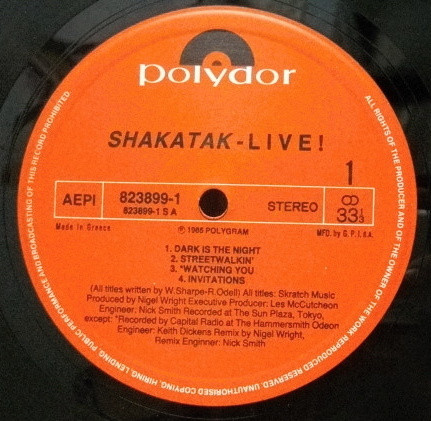 polydor
SHAKATAK - LIVE!
1
AEPI
823899-1
823899-1 S A
STEREO
33 1/3
Made In Greece
℗ 1985 POLYGRAM
MFD. by G.P.I.S.A.
1. DARK IS THE NIGHT
2. STREETWALKIN'
3. *WATCHING YOU
4. INVITATIONS
(All titles written by W.Sharpe-R.Odell) All titles: Skratch Music
Produced by Nigel Wright Executive Producer: Les McCutcheon
Engineer: Nick Smith Recorded at The Sun Plaza, Tokyo,
except: *Recorded by Capital Radio at The Hammersmith Odeon
Engineer: Keith Dickens Remix by Nigel Wright,
Remix Enginner: Nick Smith
ALL RIGHTS OF THE PRODUCER AND OF THE OWNER OF THE WORK REPRODUCED RESERVED. UNAUTHORISED COPYING, HIRING, LENDING, PUBLIC PERFORMANCE AND BROADCASTING OF THIS RECORD PROHIBITED